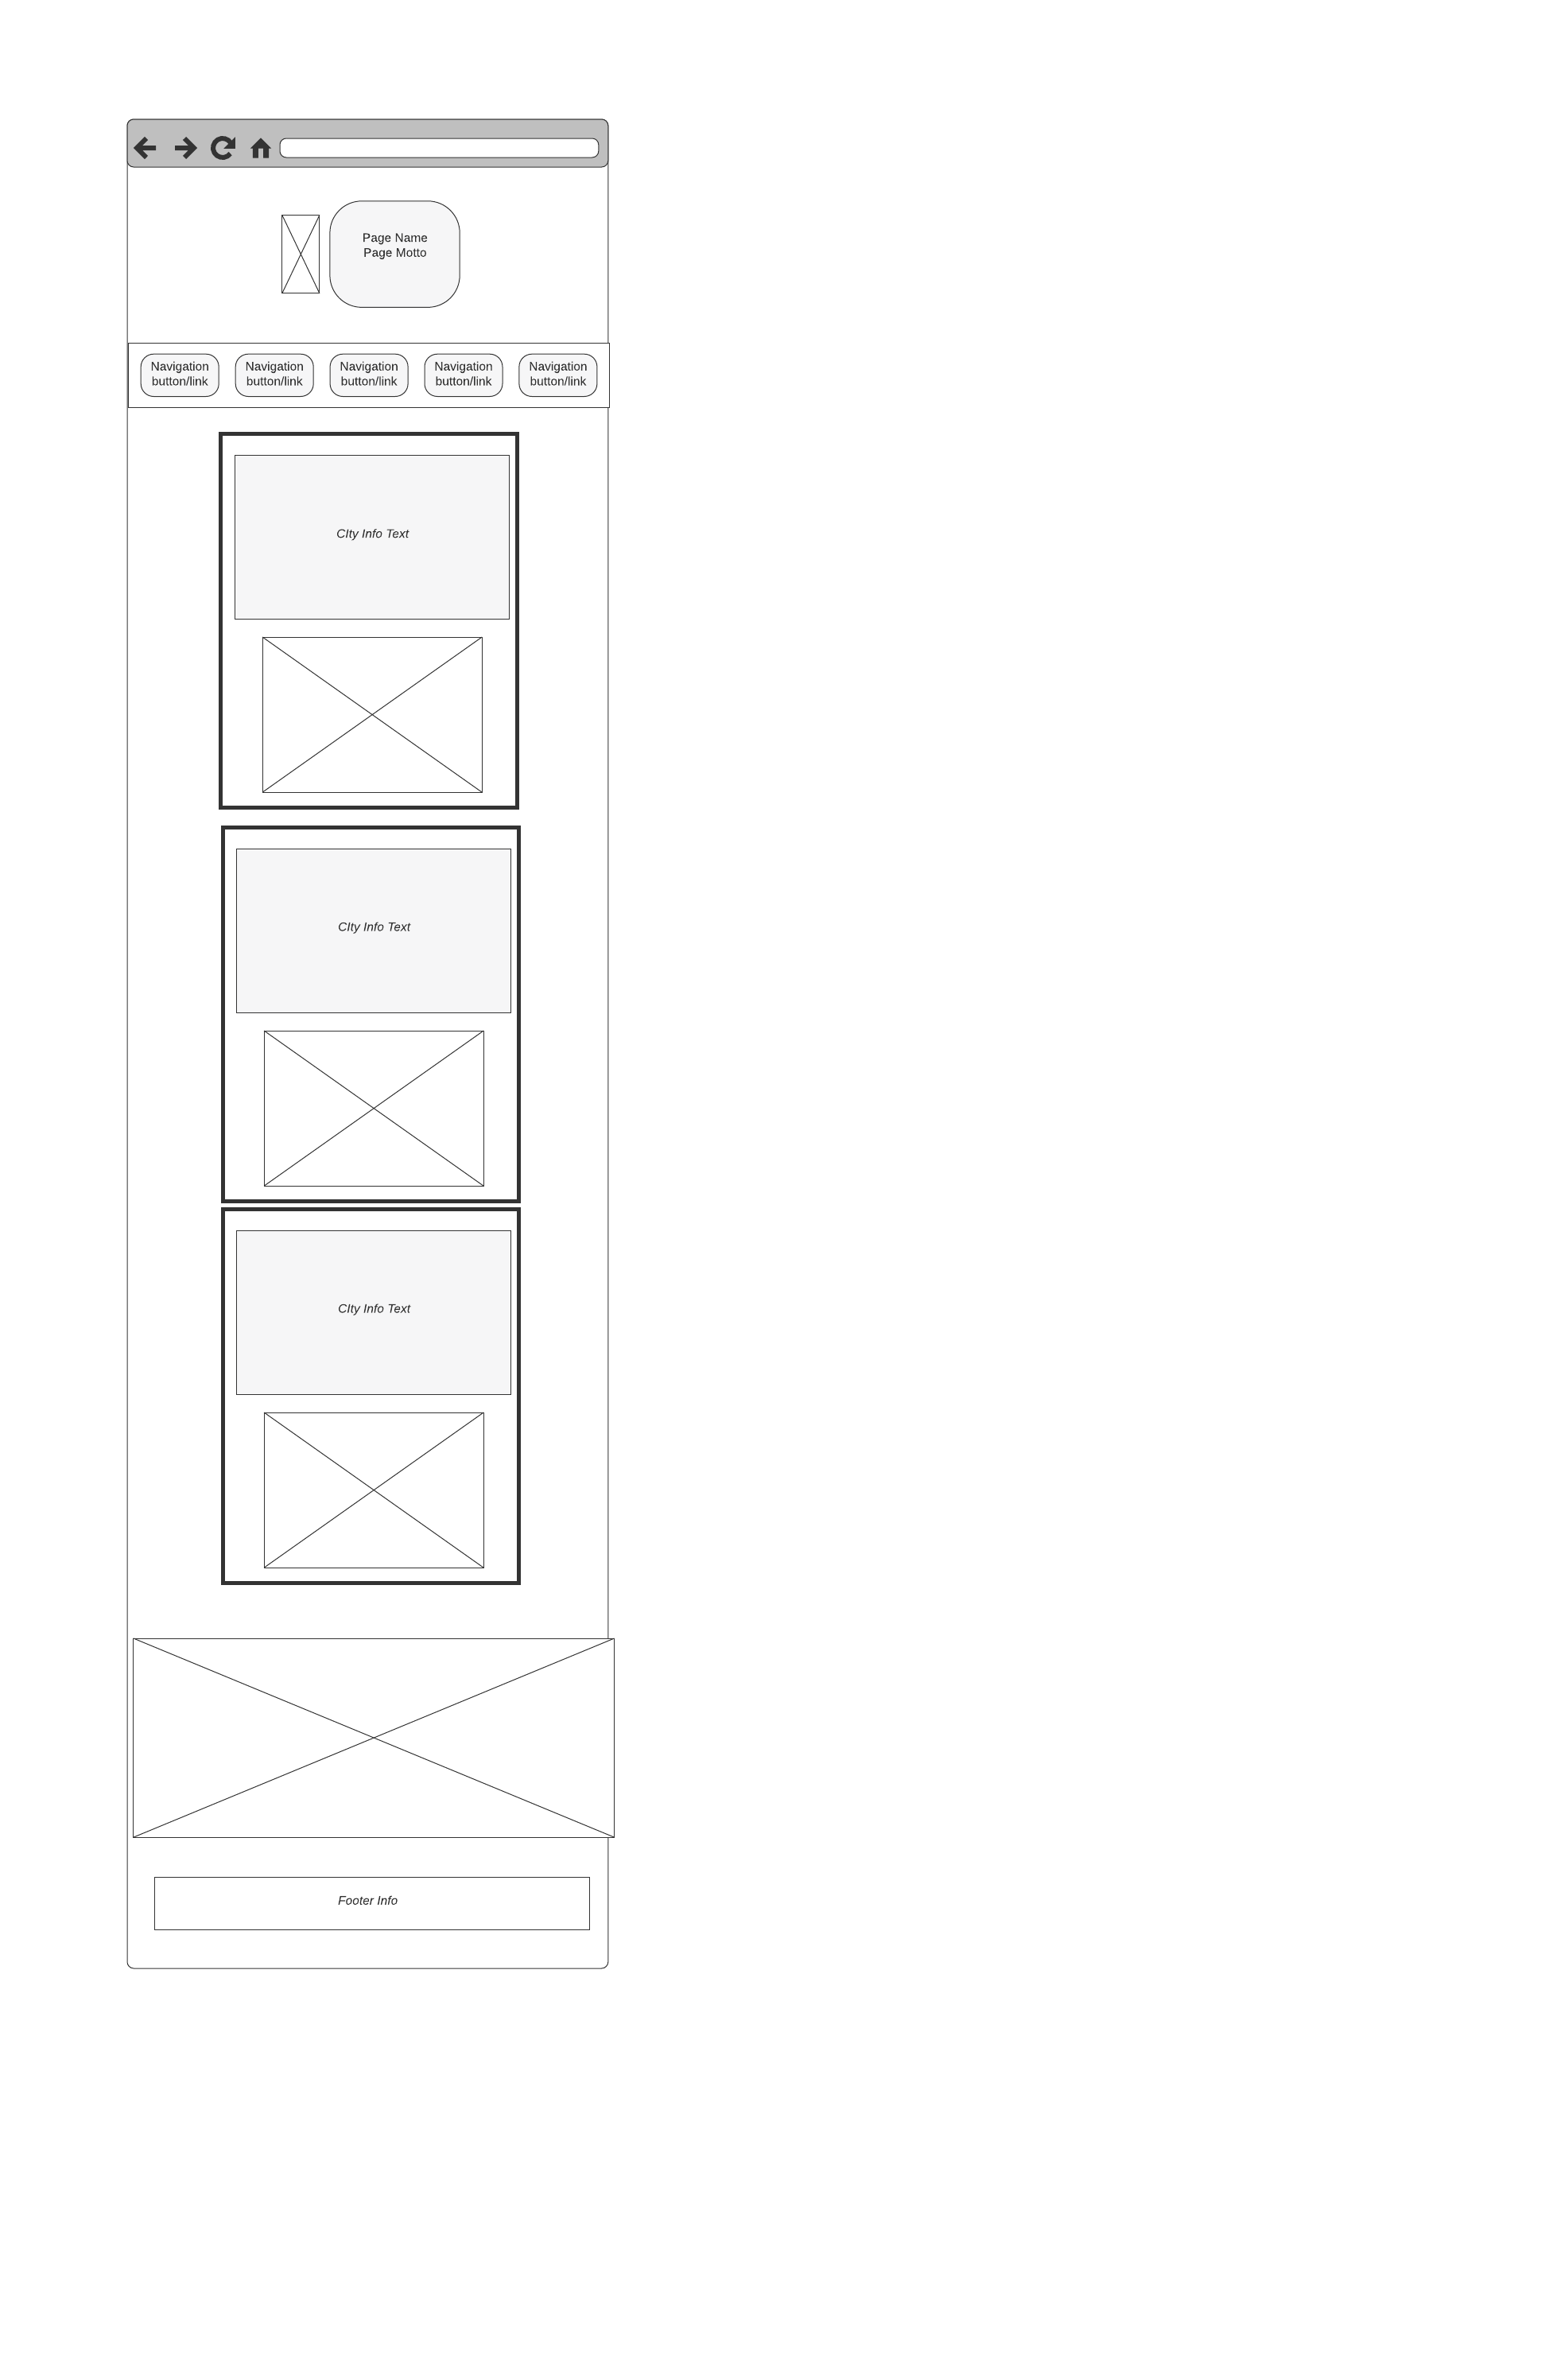 Page Name
Page Motto
Navigation
button/link
Navigation
button/link
Navigation
button/link
Navigation
button/link
Navigation
button/link
CIty Info Text
CIty Info Text
CIty Info Text
Footer Info